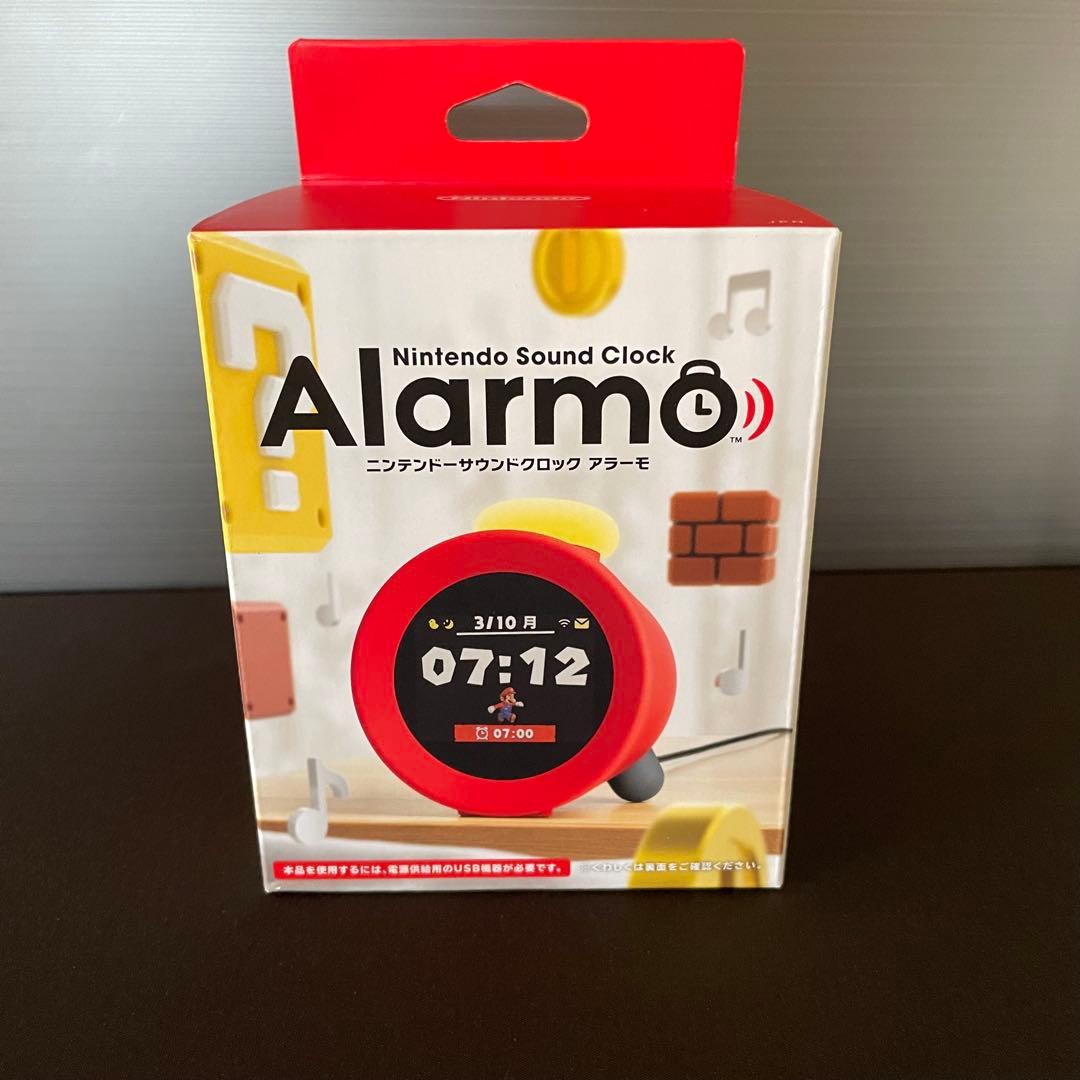 Nintendo
JPN
Nintendo Sound Clock
Alarmo
TM
ニンテンドーサウンドクロック アラーモ
3/10 月
07:12
07:00
本品を使用するには、電源供給用のUSB機器が必要です。
※くわしくは裏面をご確認ください。